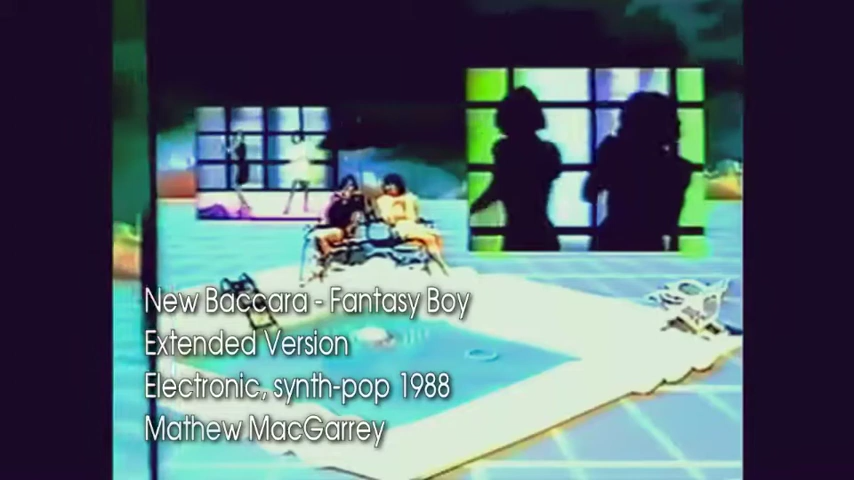 New Baccara - Fantasy Boy
Extended Version
Electronic, synth-pop 1988
Mathew MacGarrey